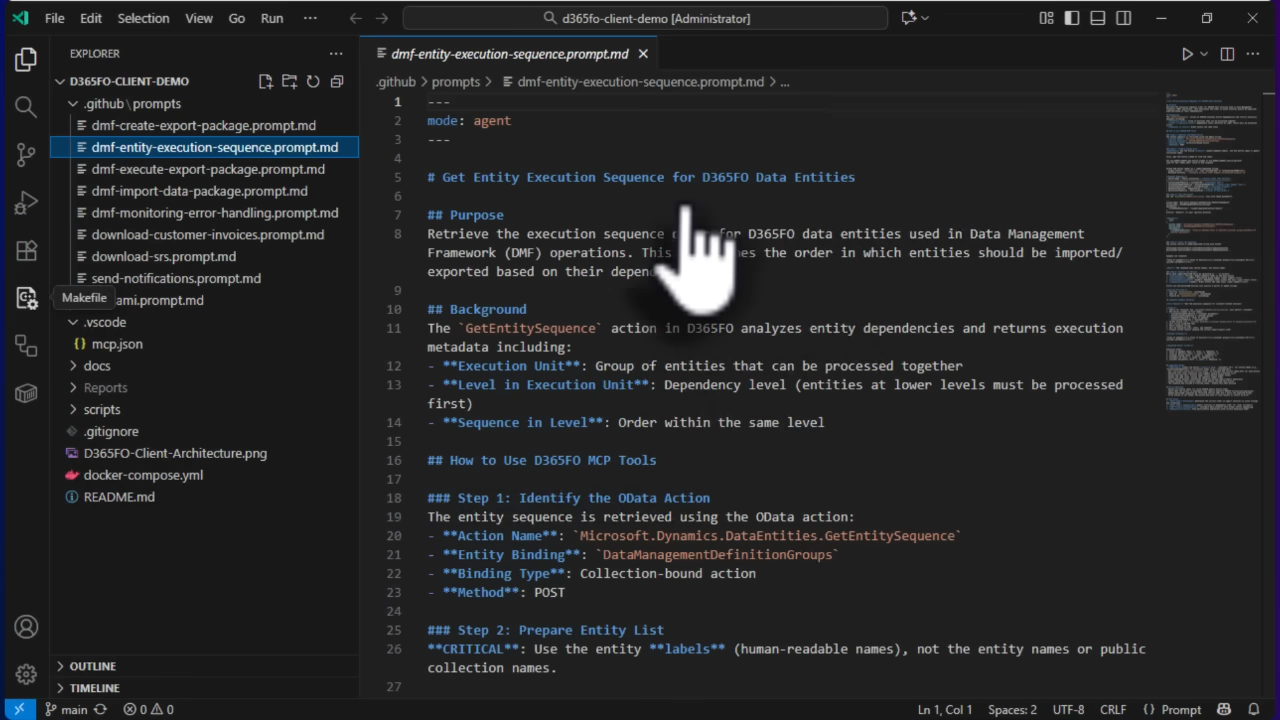 File Edit Selection View Go Run ··· d365fo-client-demo [Administrator]
EXPLORER ···
D365FO-CLIENT-DEMO
.github\prompts
dmf-create-export-package.prompt.md
dmf-entity-execution-sequence.prompt.md
dmf-execute-export-package.prompt.md
dmf-import-data-package.prompt.md
dmf-monitoring-error-handling.prompt.md
download-customer-invoices.prompt.md
download-srs.prompt.md
send-notifications.prompt.md
Makefile
ami.prompt.md
.vscode
{} mcp.json
docs
Reports
scripts
.gitignore
D365FO-Client-Architecture.png
docker-compose.yml
README.md
OUTLINE
TIMELINE
dmf-entity-execution-sequence.prompt.md
.github > prompts > dmf-entity-execution-sequence.prompt.md > ...
1 ---
2 mode: agent
3 ---
4
5 # Get Entity Execution Sequence for D365FO Data Entities
6
7 ## Purpose
8 Retrieve the execution sequence for D365FO data entities used in Data Management
Framework (DMF) operations. This the order in which entities should be imported/
exported based on their
9
10 ## Background
11 The `GetEntitySequence` action in D365FO analyzes entity dependencies and returns execution
metadata including:
12 - **Execution Unit**: Group of entities that can be processed together
13 - **Level in Execution Unit**: Dependency level (entities at lower levels must be processed
first)
14 - **Sequence in Level**: Order within the same level
15
16 ## How to Use D365FO MCP Tools
17
18 ### Step 1: Identify the OData Action
19 The entity sequence is retrieved using the OData action:
20 - **Action Name**: `Microsoft.Dynamics.DataEntities.GetEntitySequence`
21 - **Entity Binding**: `DataManagementDefinitionGroups`
22 - **Binding Type**: Collection-bound action
23 - **Method**: POST
24
25 ### Step 2: Prepare Entity List
26 **CRITICAL**: Use the entity **labels** (human-readable names), not the entity names or public
collection names.
27
main 0 0 Ln 1, Col 1 Spaces: 2 UTF-8 CRLF {} Prompt